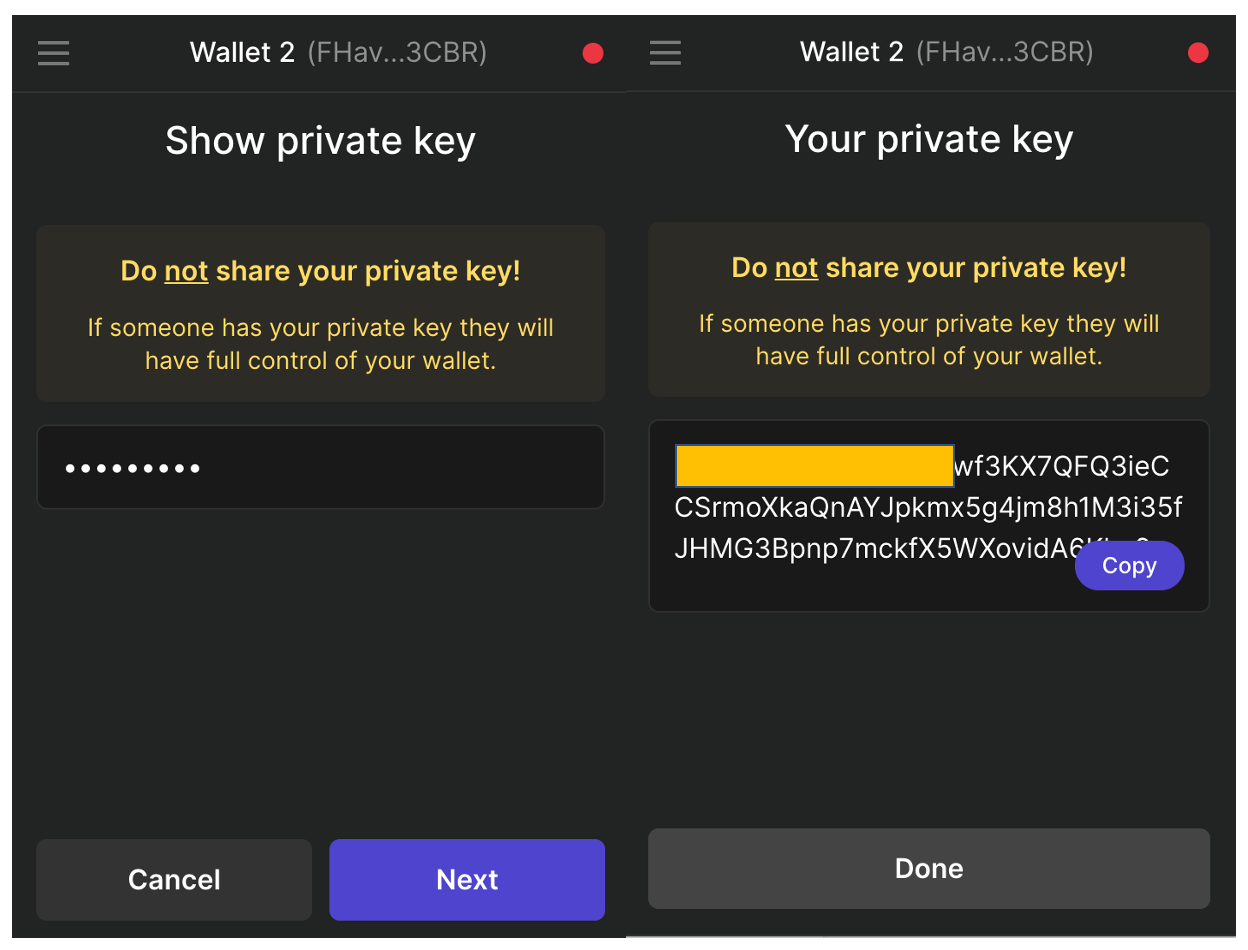 Wallet 2 (FHav...3CBR)
Show private key
Do not share your private key!
If someone has your private key they will
have full control of your wallet.
•••••••••
Cancel
Next
Wallet 2 (FHav...3CBR)
Your private key
Do not share your private key!
If someone has your private key they will
have full control of your wallet.
wf3KX7QFQ3ieC
CSrmoXkaQnAYJpkmx5g4jm8h1M3i35f
JHMG3Bpnp7mckfX5WXovidA6
Copy
Done